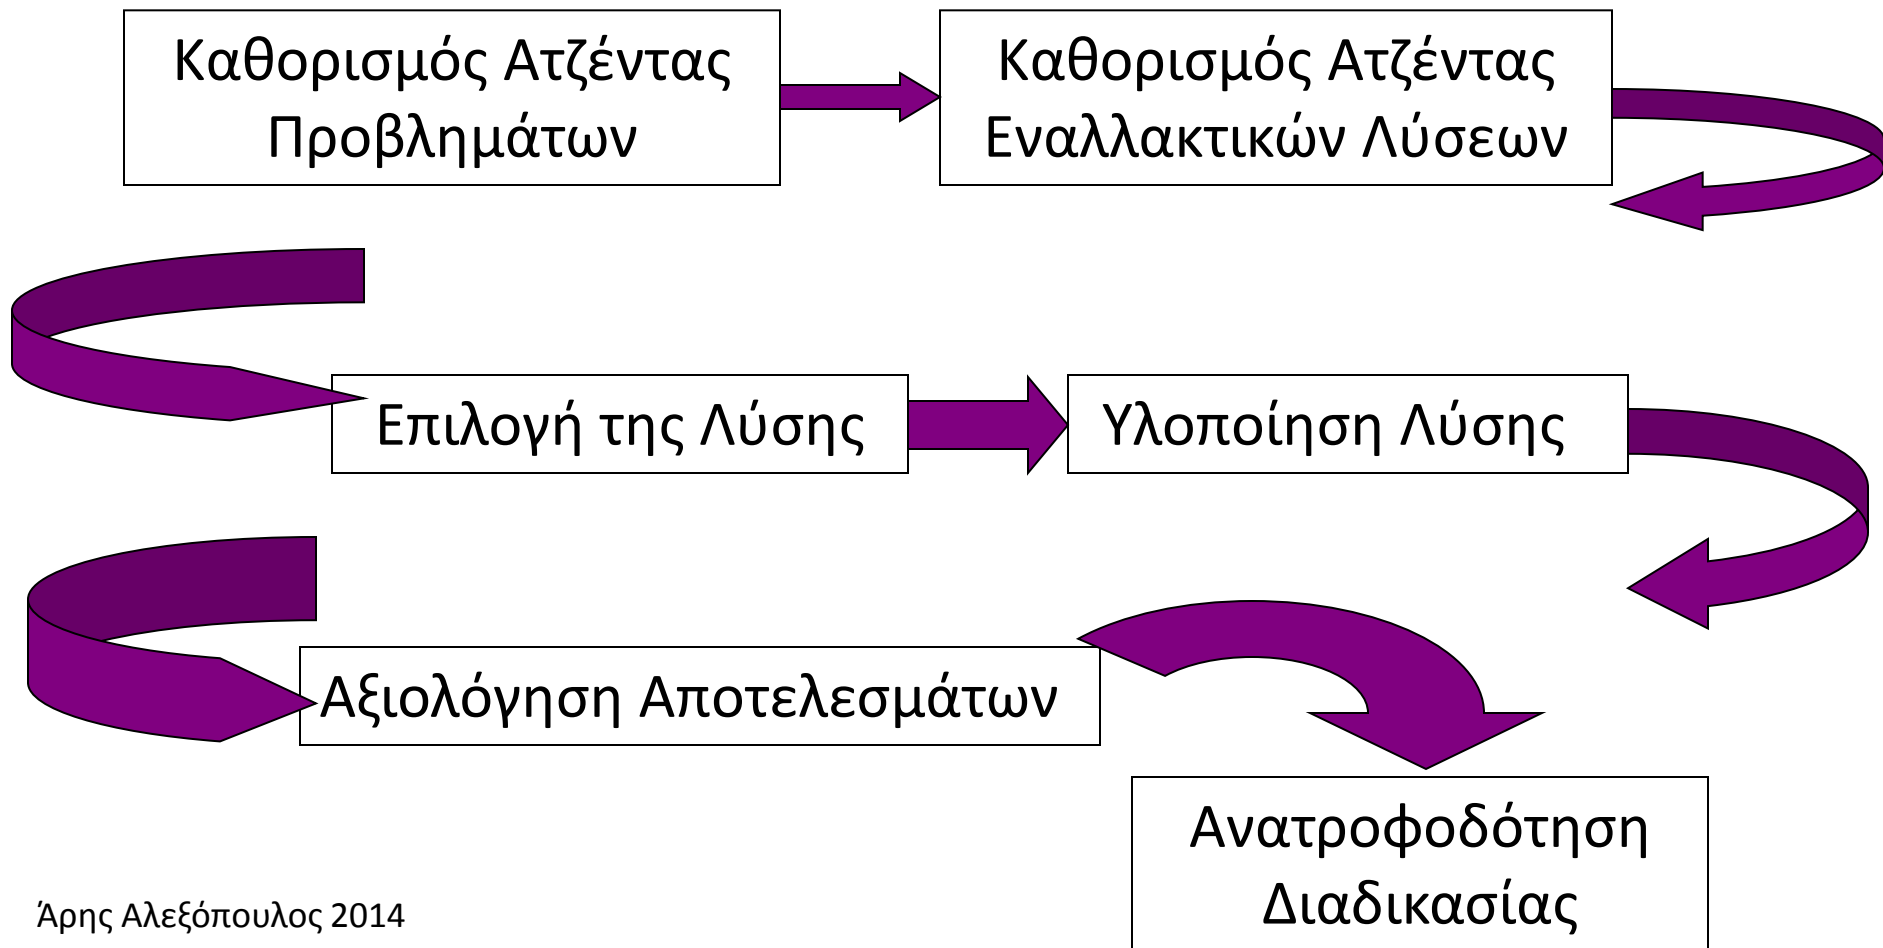 Καθορισμός Ατζέντας
Προβλημάτων
Καθορισμός Ατζέντας
Εναλλακτικών Λύσεων
Επιλογή της Λύσης
Υλοποίηση Λύσης
Αξιολόγηση Αποτελεσμάτων
Ανατροφοδότηση
Διαδικασίας
Άρης Αλεξόπουλος 2014